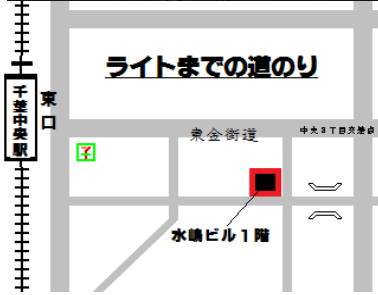 ライトまでの道のり
千葉中央駅
東口
東金街道
中央3丁目交差点
水嶋ビル1階